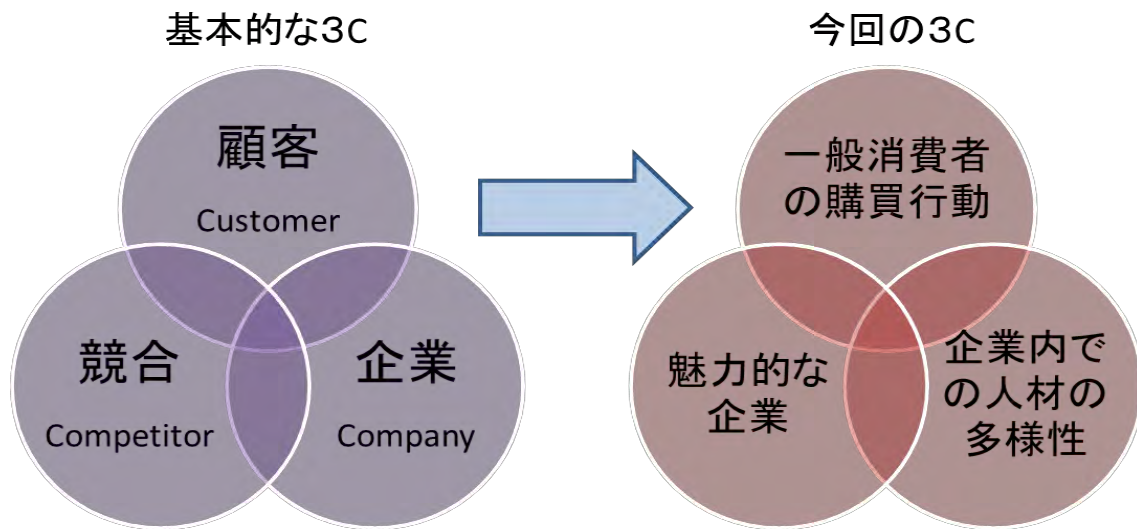 基本的な3C
顧客
Customer
競合
Competitor
企業
Company
今回の3C
一般消費者
の購買行動
魅力的な
企業
企業内で
の人材の
多様性